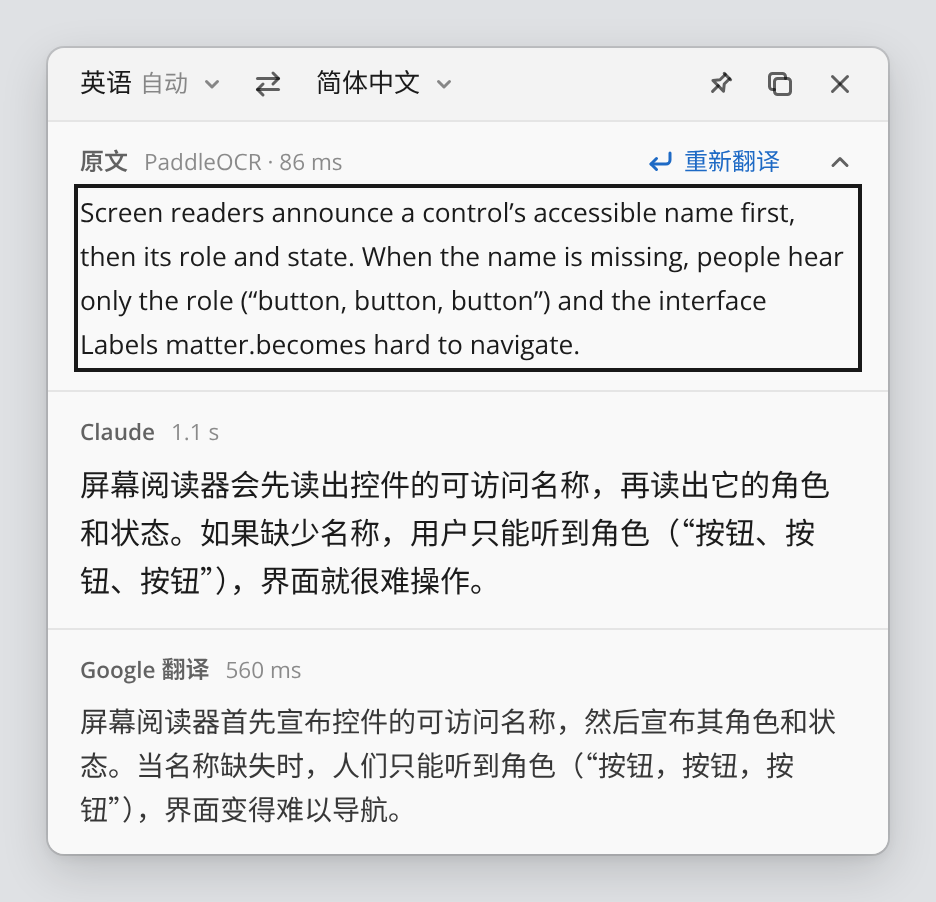 英语 自动 简体中文
原文 PaddleOCR · 86 ms 重新翻译
Screen readers announce a control’s accessible name first,
then its role and state. When the name is missing, people hear
only the role (“button, button, button”) and the interface
Labels matter.becomes hard to navigate.
Claude 1.1 s
屏幕阅读器会先读出控件的可访问名称，再读出它的角色
和状态。如果缺少名称，用户只能听到角色（“按钮、按
钮、按钮”），界面就很难操作。
Google 翻译 560 ms
屏幕阅读器首先宣布控件的可访问名称，然后宣布其角色和状
态。当名称缺失时，人们只能听到角色（“按钮，按钮，按
钮”），界面变得难以导航。